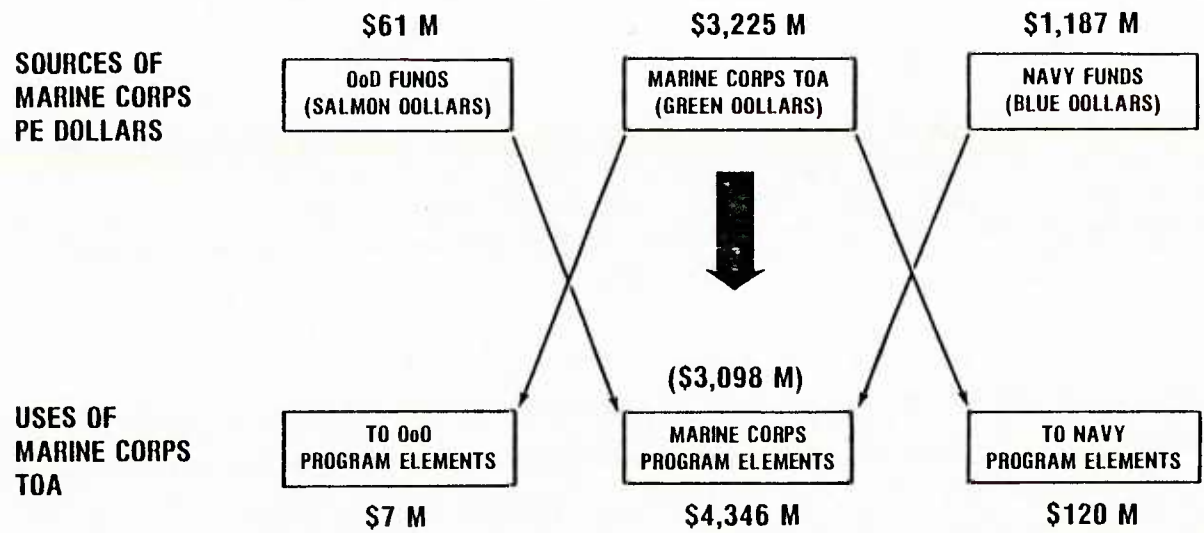 $61 M
$3,225 M
$1,187 M
SOURCES OF
MARINE CORPS
PE DOLLARS
OoD FUNOS
(SALMON OOLLARS)
MARINE CORPS TOA
(GREEN OOLLARS)
NAVY FUNDS
(BLUE OOLLARS)
($3,098 M)
USES OF
MARINE CORPS
TOA
TO OoO
PROGRAM ELEMENTS
MARINE CORPS
PROGRAM ELEMENTS
TO NAVY
PROGRAM ELEMENTS
$7 M
$4,346 M
$120 M